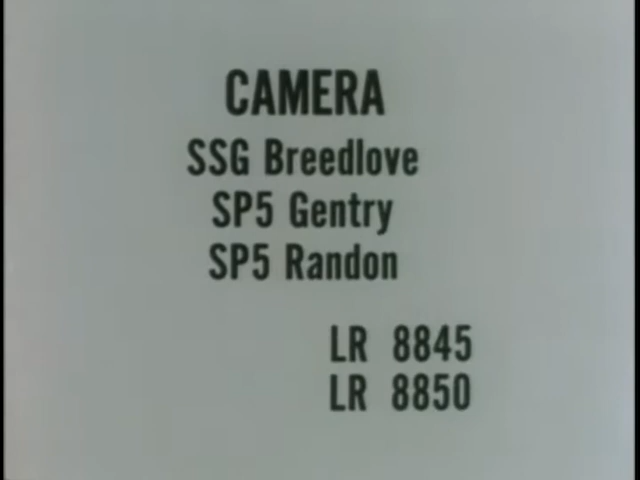 CAMERA
SSG Breedlove
SP5 Gentry
SP5 Randon
LR 8845
LR 8850